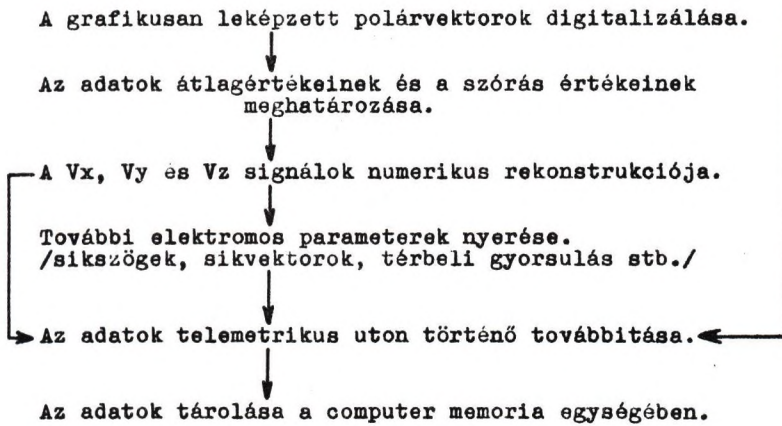 A grafikusan leképzett polárvektorok digitalizálása.
Az adatok átlagértékeinek és a szórás értékeinek
meghatározása.
A Vx, Vy és Vz signálok numerikus rekonstrukciója.
További elektromos parameterek nyerése.
/sikszögek, sikvektorok, térbeli gyorsulás stb./
Az adatok telemetrikus uton történő továbbitása.
Az adatok tárolása a computer memoria egységében.